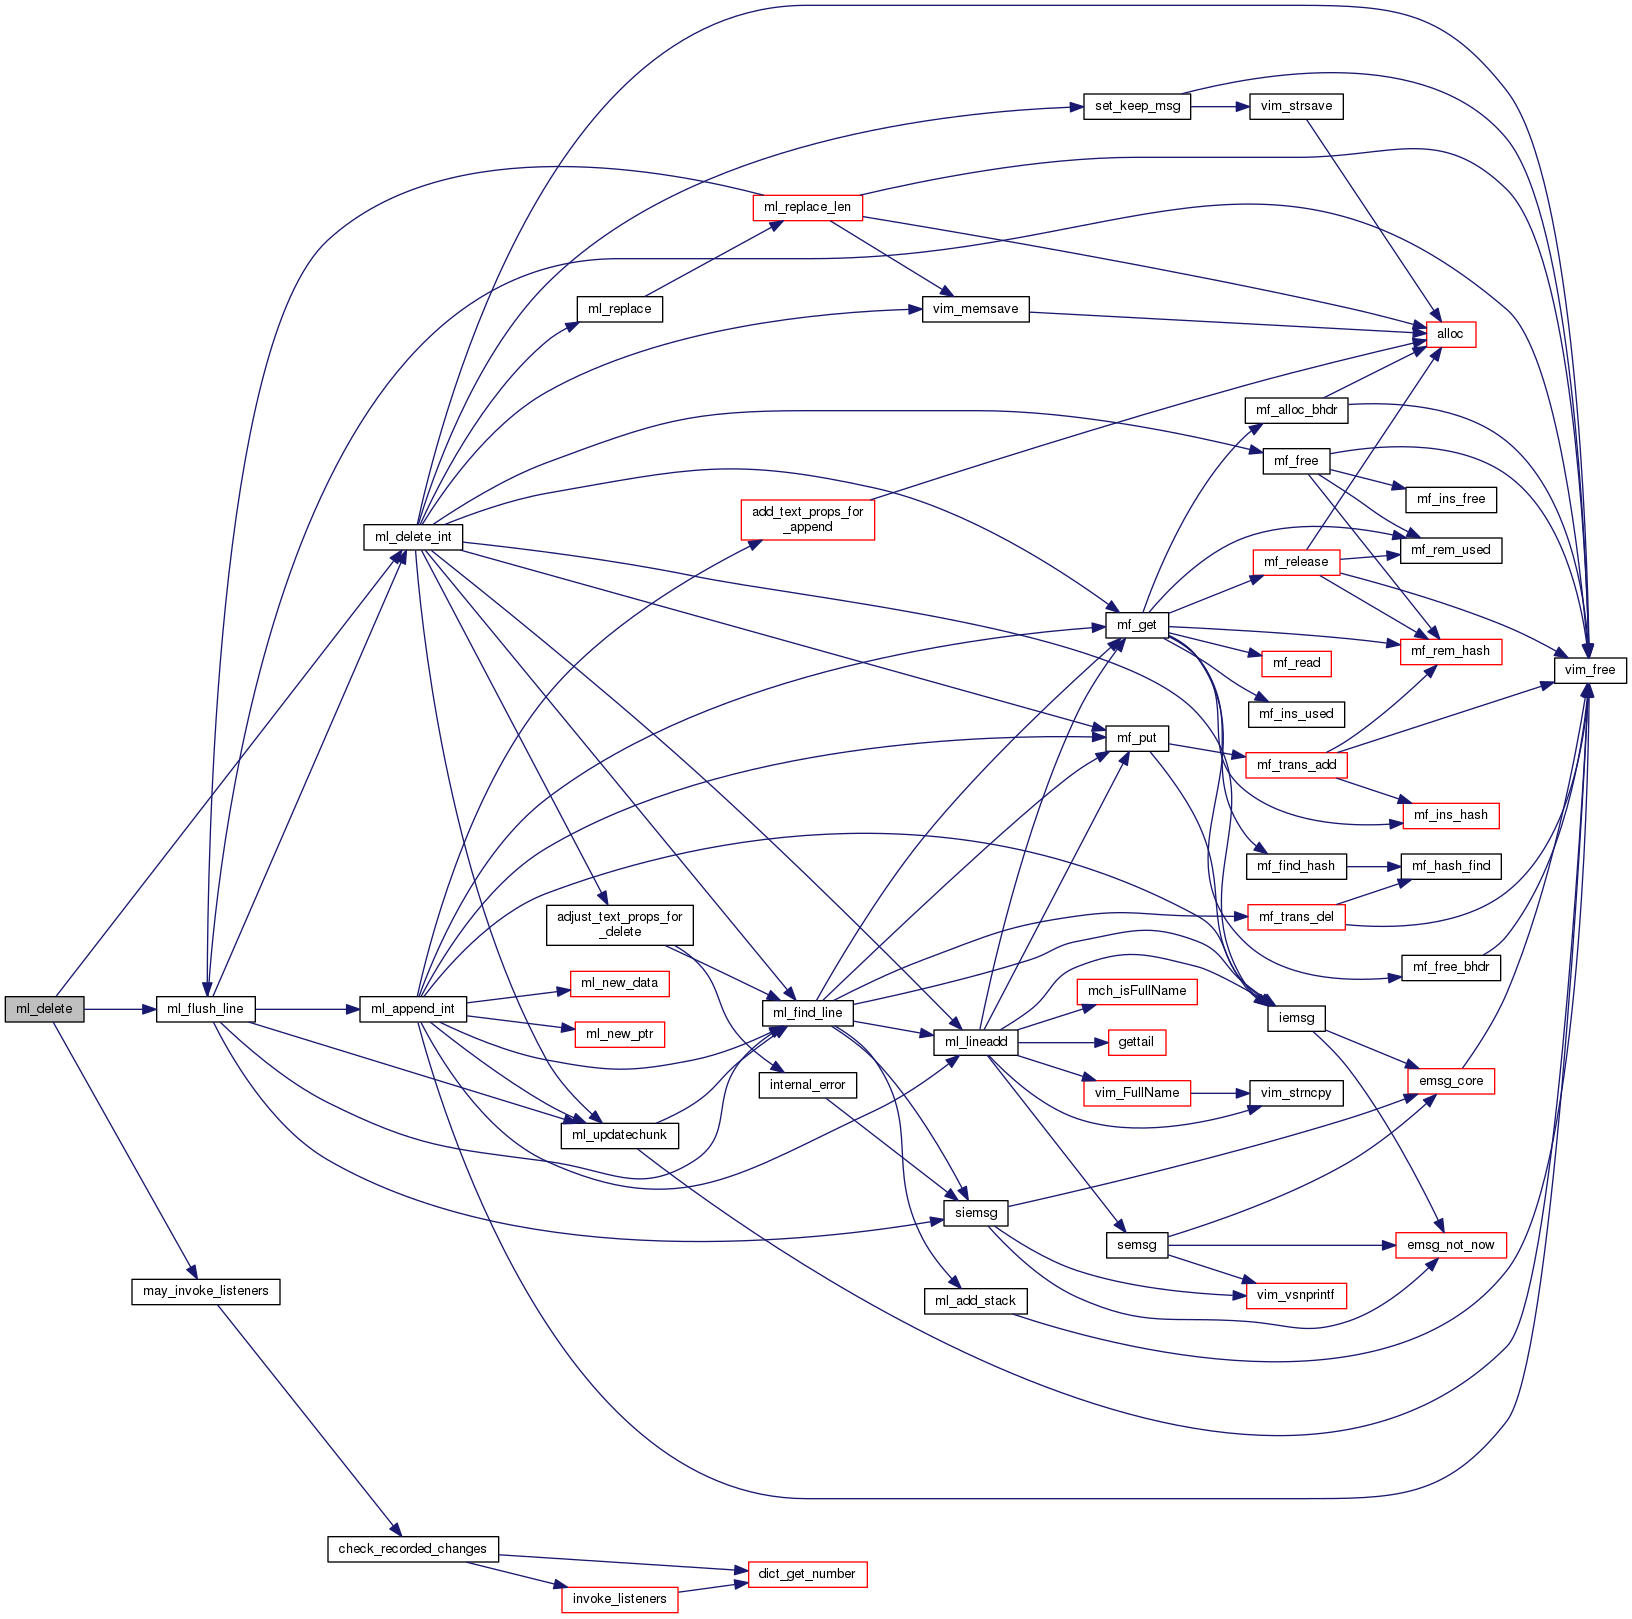 set_keep_msg
vim_strsave
ml_replace_len
ml_replace
vim_memsave
alloc
mf_alloc_bhdr
mf_free
mf_ins_free
add_text_props_for
_append
ml_delete_int
mf_rem_used
mf_release
mf_get
mf_rem_hash
mf_read
vim_free
mf_ins_used
mf_put
mf_trans_add
mf_ins_hash
mf_find_hash
mf_hash_find
adjust_text_props_for
_delete
mf_trans_del
mf_free_bhdr
ml_new_data
mch_isFullName
ml_delete
ml_flush_line
ml_append_int
ml_find_line
iemsg
ml_new_ptr
ml_lineadd
gettail
internal_error
emsg_core
vim_FullName
vim_strncpy
ml_updatechunk
siemsg
semsg
emsg_not_now
may_invoke_listeners
vim_vsnprintf
ml_add_stack
check_recorded_changes
dict_get_number
invoke_listeners